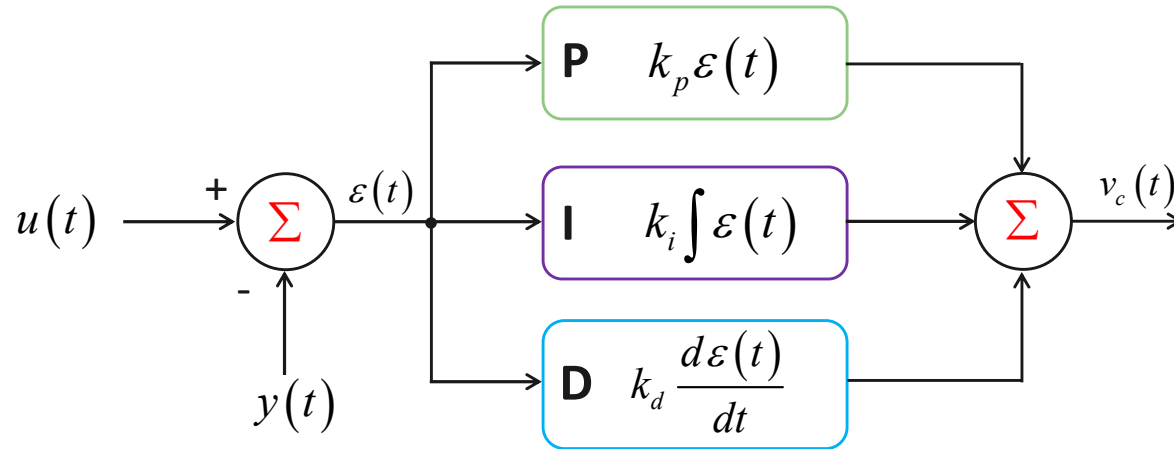 P k_p ε(t)
u(t) + Σ ε(t) I k_i ∫ ε(t) Σ v_c(t)
-
y(t)
D k_d dε(t)/dt